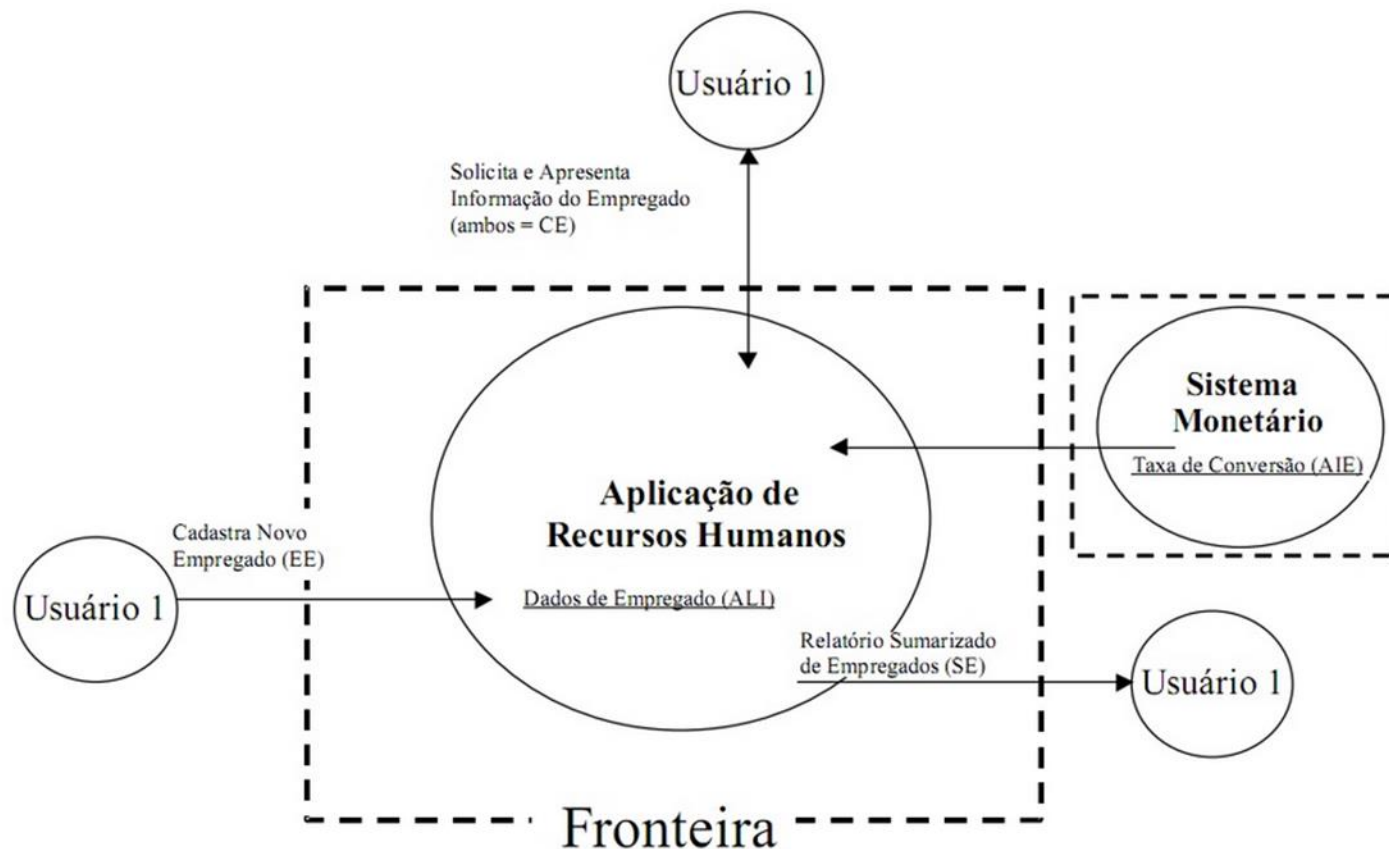 Usuário 1
Solicita e Apresenta
Informação do Empregado
(ambos = CE)
Sistema
Monetário
Taxa de Conversão (AIE)
Aplicação de
Recursos Humanos
Dados de Empregado (ALI)
Cadastra Novo
Empregado (EE)
Usuário 1
Relatório Sumarizado
de Empregados (SE)
Usuário 1
Fronteira